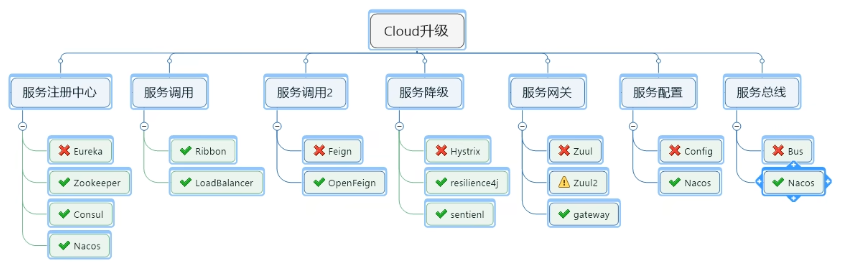 Cloud升级
服务注册中心
服务调用
服务调用2
服务降级
服务网关
服务配置
服务总线
Eureka
Zookeeper
Consul
Nacos
Ribbon
LoadBalancer
Feign
OpenFeign
Hystrix
resilience4j
sentienl
Zuul
Zuul2
gateway
Config
Nacos
Bus
Nacos